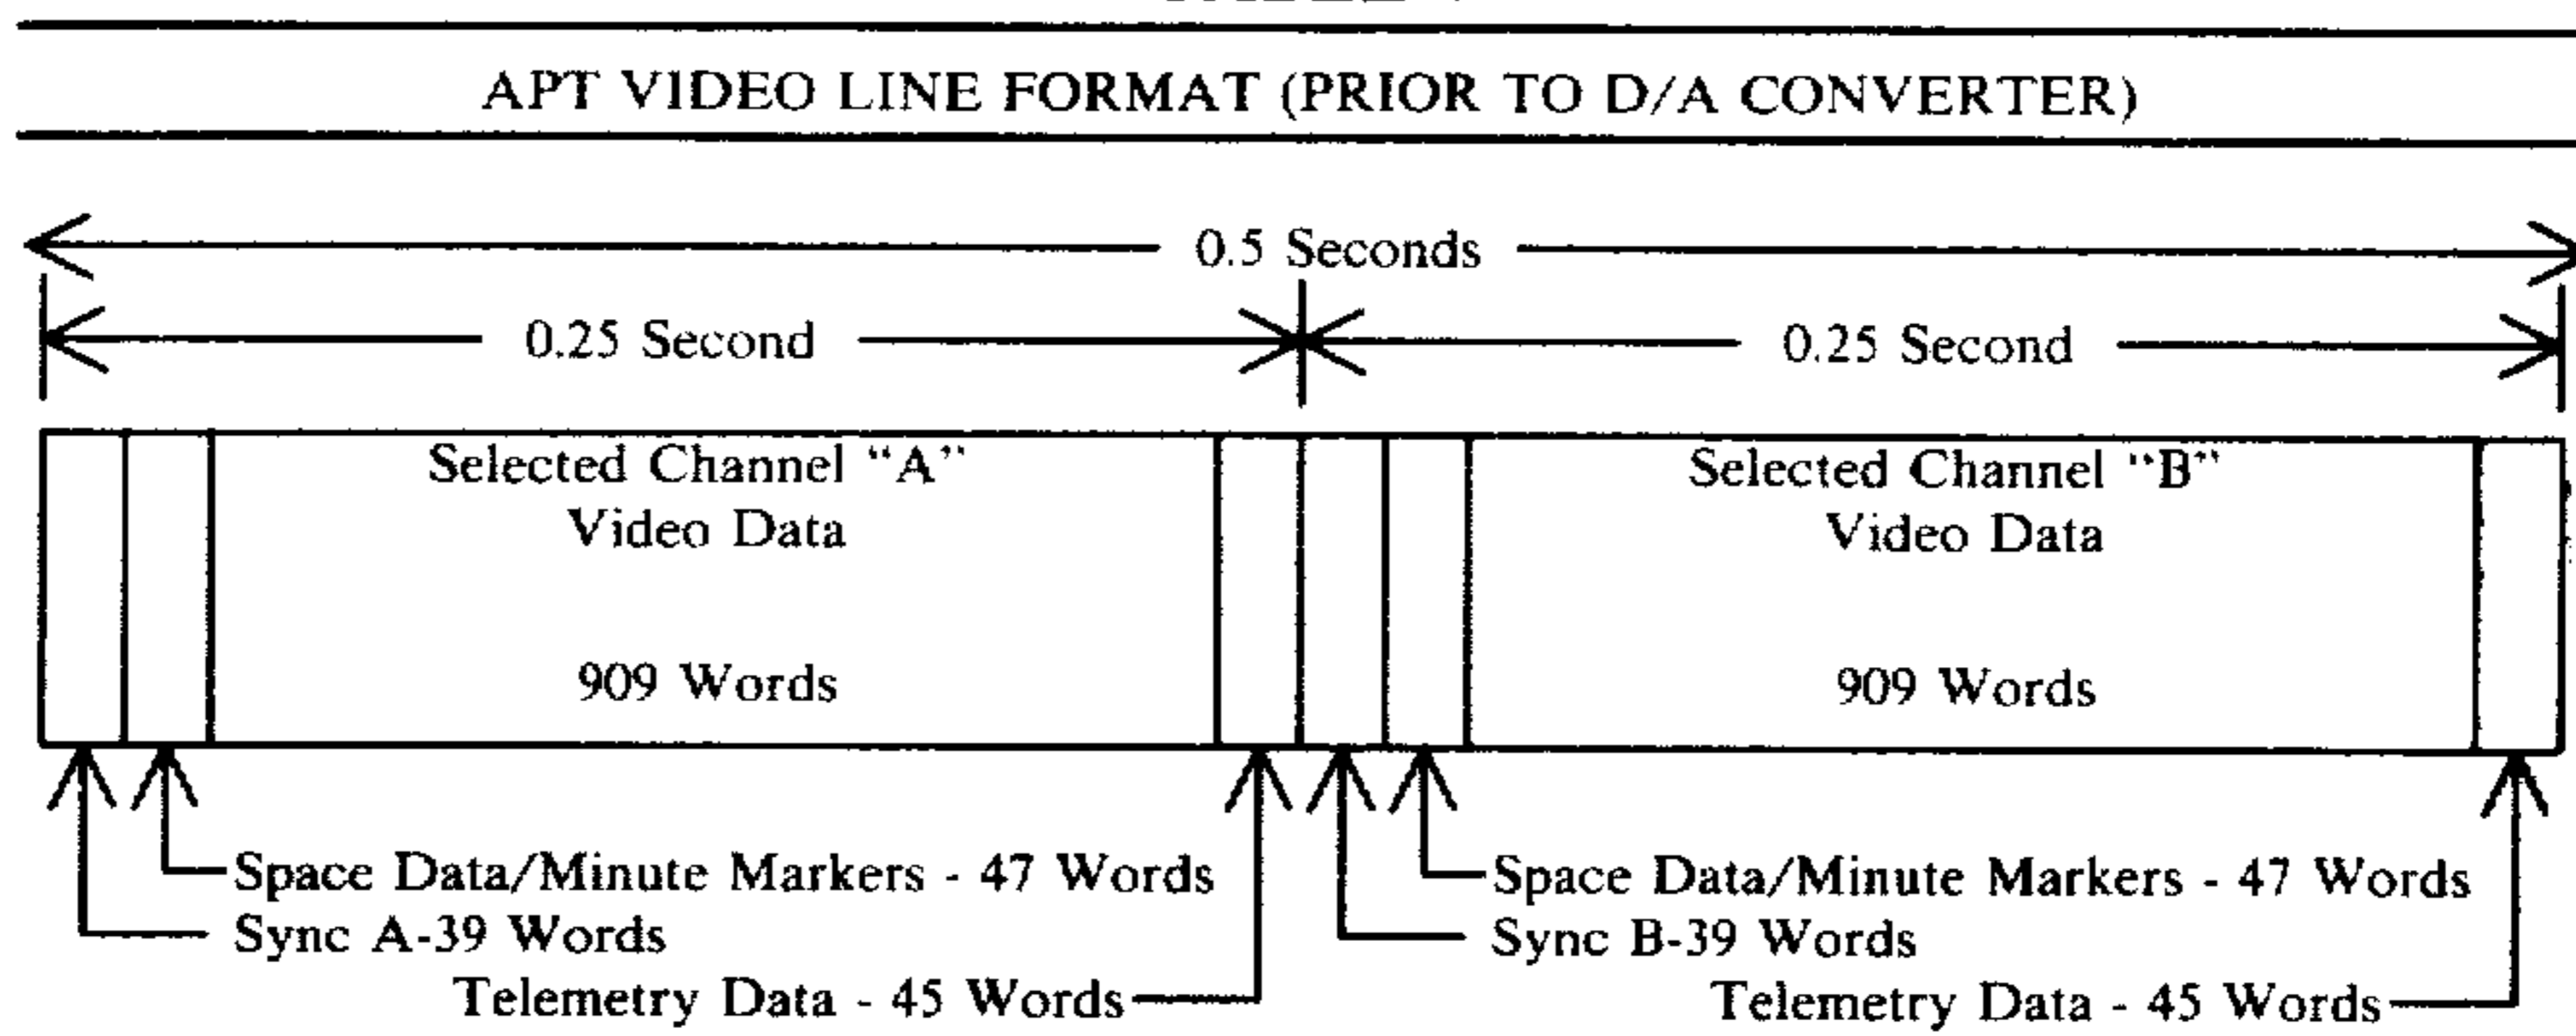 APT VIDEO LINE FORMAT (PRIOR TO D/A CONVERTER)
0.5 Seconds
0.25 Second
0.25 Second
Selected Channel "A"
Video Data
909 Words
Selected Channel "B"
Video Data
909 Words
Space Data/Minute Markers - 47 Words
Sync A-39 Words
Telemetry Data - 45 Words
Space Data/Minute Markers - 47 Words
Sync B-39 Words
Telemetry Data - 45 Words